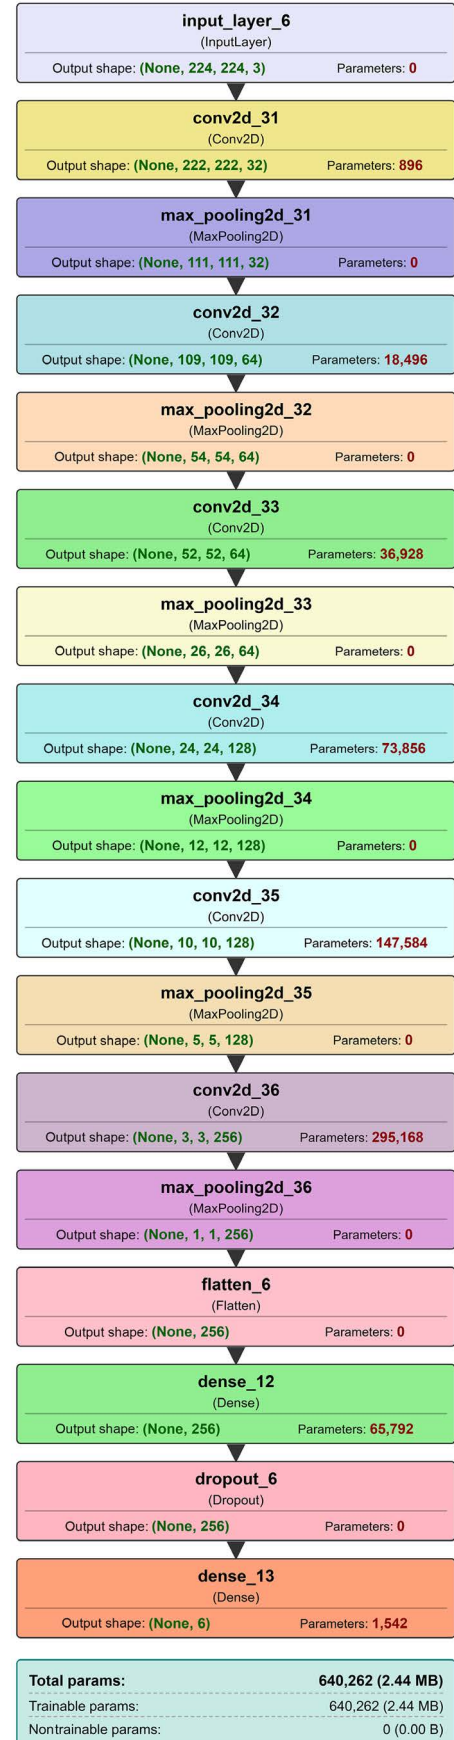 input_layer_6
(InputLayer)
Output shape: (None, 224, 224, 3) Parameters: 0
conv2d_31
(Conv2D)
Output shape: (None, 222, 222, 32) Parameters: 896
max_pooling2d_31
(MaxPooling2D)
Output shape: (None, 111, 111, 32) Parameters: 0
conv2d_32
(Conv2D)
Output shape: (None, 109, 109, 64) Parameters: 18,496
max_pooling2d_32
(MaxPooling2D)
Output shape: (None, 54, 54, 64) Parameters: 0
conv2d_33
(Conv2D)
Output shape: (None, 52, 52, 64) Parameters: 36,928
max_pooling2d_33
(MaxPooling2D)
Output shape: (None, 26, 26, 64) Parameters: 0
conv2d_34
(Conv2D)
Output shape: (None, 24, 24, 128) Parameters: 73,856
max_pooling2d_34
(MaxPooling2D)
Output shape: (None, 12, 12, 128) Parameters: 0
conv2d_35
(Conv2D)
Output shape: (None, 10, 10, 128) Parameters: 147,584
max_pooling2d_35
(MaxPooling2D)
Output shape: (None, 5, 5, 128) Parameters: 0
conv2d_36
(Conv2D)
Output shape: (None, 3, 3, 256) Parameters: 295,168
max_pooling2d_36
(MaxPooling2D)
Output shape: (None, 1, 1, 256) Parameters: 0
flatten_6
(Flatten)
Output shape: (None, 256) Parameters: 0
dense_12
(Dense)
Output shape: (None, 256) Parameters: 65,792
dropout_6
(Dropout)
Output shape: (None, 256) Parameters: 0
dense_13
(Dense)
Output shape: (None, 6) Parameters: 1,542
Total params: 640,262 (2.44 MB)
Trainable params: 640,262 (2.44 MB)
Nontrainable params: 0 (0.00 B)